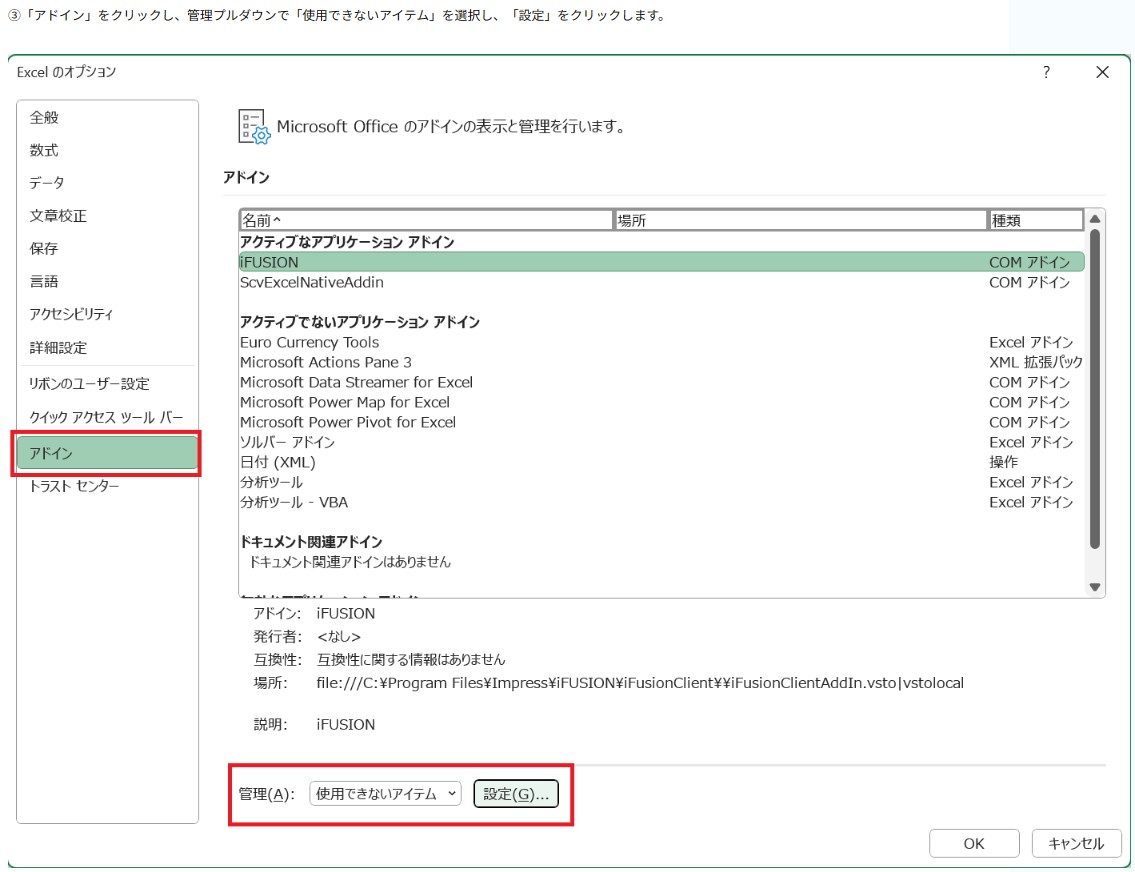 ③「アドイン」をクリックし、管理プルダウンで「使用できないアイテム」を選択し、「設定」をクリックします。
Excel のオプション
?
全般
数式
データ
文章校正
保存
言語
アクセシビリティ
詳細設定
リボンのユーザー設定
クイック アクセス ツール バー
アドイン
トラスト センター
Microsoft Office のアドインの表示と管理を行います。
アドイン
名前 場所 種類
アクティブなアプリケーション アドイン
iFUSION COM アドイン
ScvExcelNativeAddin COM アドイン
アクティブでないアプリケーション アドイン
Euro Currency Tools Excel アドイン
Microsoft Actions Pane 3 XML 拡張パック
Microsoft Data Streamer for Excel COM アドイン
Microsoft Power Map for Excel COM アドイン
Microsoft Power Pivot for Excel COM アドイン
ソルバー アドイン Excel アドイン
日付 (XML) 操作
分析ツール Excel アドイン
分析ツール - VBA Excel アドイン
ドキュメント関連アドイン
ドキュメント関連アドインはありません
アドイン: iFUSION
発行者: <なし>
互換性: 互換性に関する情報はありません
場所: file:///C:¥Program Files¥Impress¥iFUSION¥iFusionClient¥¥iFusionClientAddIn.vsto|vstolocal
説明: iFUSION
管理(A): 使用できないアイテム 設定(G)...
OK キャンセル